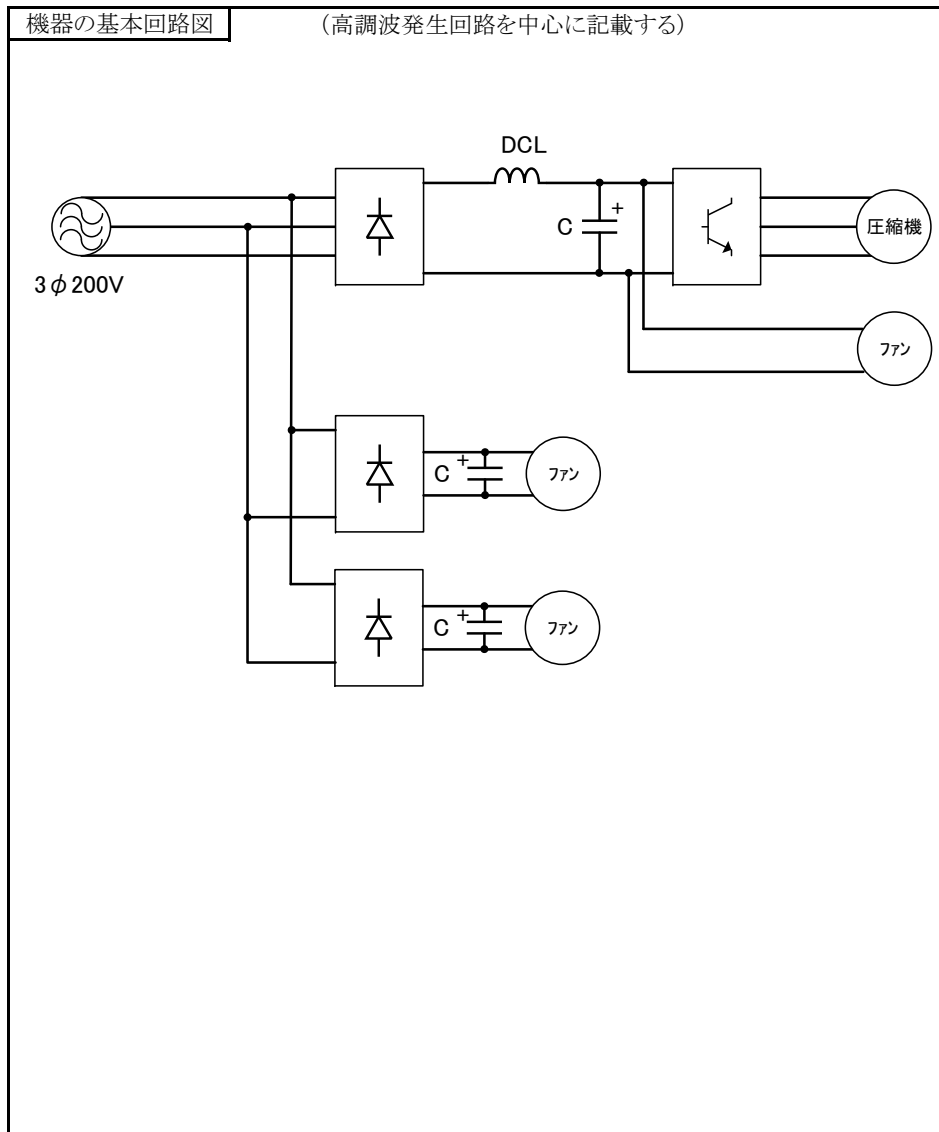 機器の基本回路図
(高調波発生回路を中心に記載する)
DCL
C
+
圧縮機
3φ200V
ファン
C
+
ファン
C
+
ファン